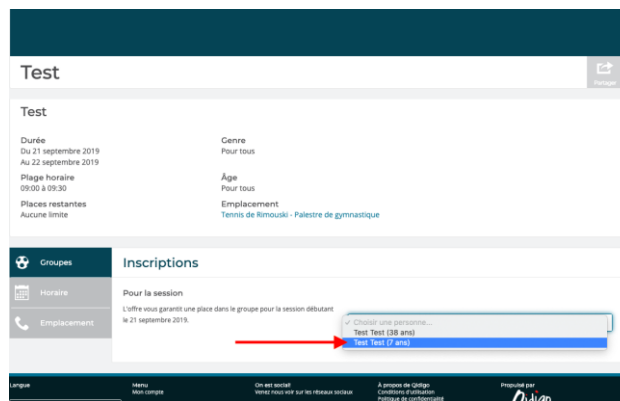 Test
Partager
Test
Durée
Du 21 septembre 2019
Au 22 septembre 2019
Genre
Pour tous
Plage horaire
09:00 à 09:30
Âge
Pour tous
Places restantes
Aucune limite
Emplacement
Tennis de Rimouski - Palestre de gymnastique
Groupes
Horaire
Emplacement
Inscriptions
Pour la session
L'offre vous garantit une place dans le groupe pour la session débutant
le 21 septembre 2019.
✓ Choisir une personne...
Test Test (38 ans)
Test Test (7 ans)
Langue
Menu
Mon compte
On est social!
Venez nous voir sur les réseaux sociaux
À propos de Qidigo
Conditions d'utilisation
Politique de confidentialité
Propulsé par
Qidigo